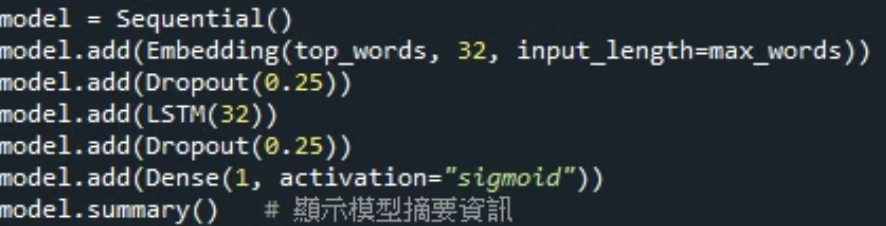 model = Sequential()
model.add(Embedding(top_words, 32, input_length=max_words))
model.add(Dropout(0.25))
model.add(LSTM(32))
model.add(Dropout(0.25))
model.add(Dense(1, activation="sigmoid"))
model.summary()   # 顯示模型摘要資訊